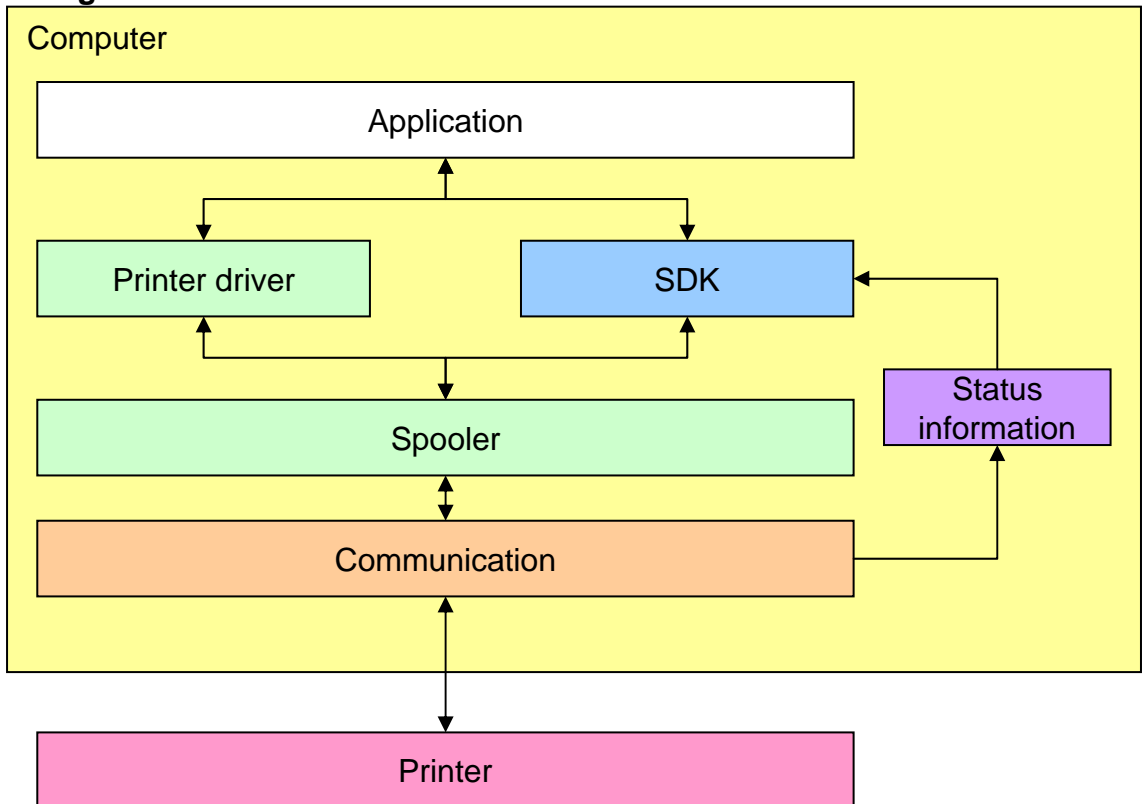 Computer
Application
Printer driver
SDK
Status
information
Spooler
Communication
Printer